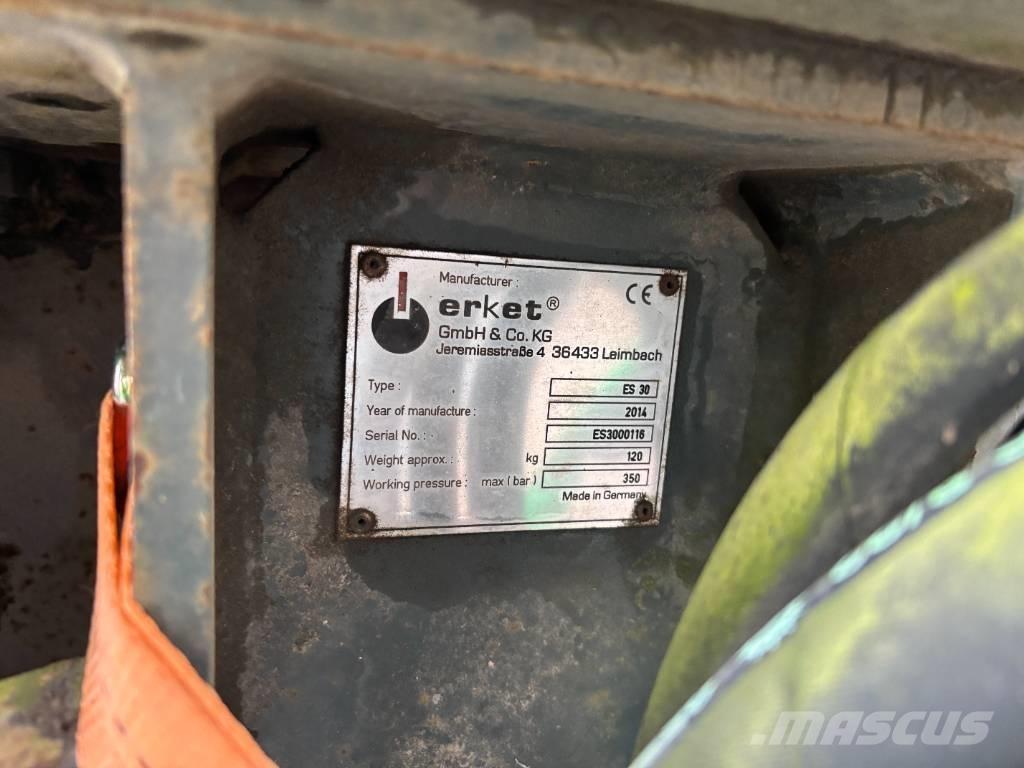 Manufacturer :
CE
erket®
GmbH & Co. KG
Jeremiasstraße 4 36433 Leimbach
Type : ES 30
Year of manufacture : 2014
Serial No. : ES3000116
Weight approx. : kg 120
Working pressure : max (bar) 350
Made in Germany
MASCUS